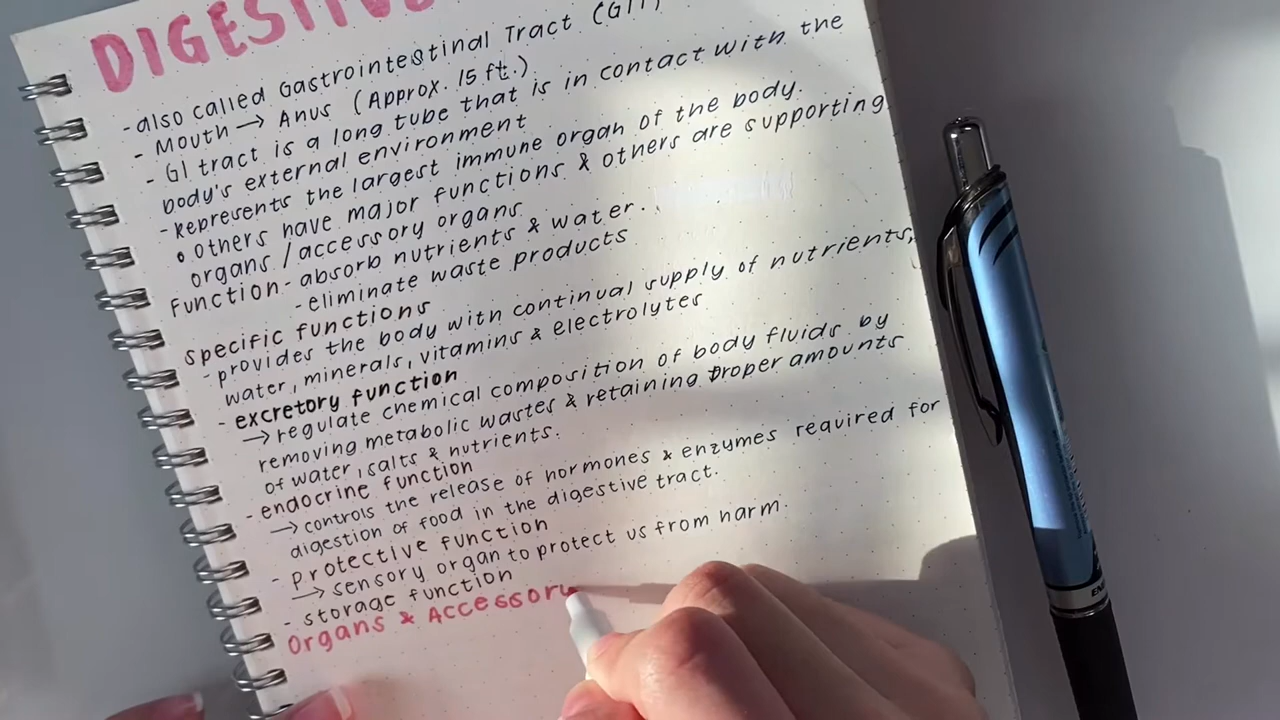 DIGESTIVE
- also called Gastrointestinal Tract (GIT)
- Mouth → Anus (Approx. 15 ft.)
- GI tract is a long tube that is in contact with the
body's external environment
- Represents the largest immune organ of the body.
• others have major functions & others are supporting
organs / accessory organs
Function - absorb nutrients & water.
- eliminate waste products
specific functions
- provides the body with continual supply of nutrients,
water, minerals, vitamins & electrolytes
- excretory function
→ regulate chemical composition of body fluids by
removing metabolic wastes & retaining proper amounts
of water, salts & nutrients.
- endocrine function
→ controls the release of hormones & enzymes required for
digestion of food in the digestive tract.
- protective function
→ sensory organ to protect us from harm.
- storage function
Organs & Accessory